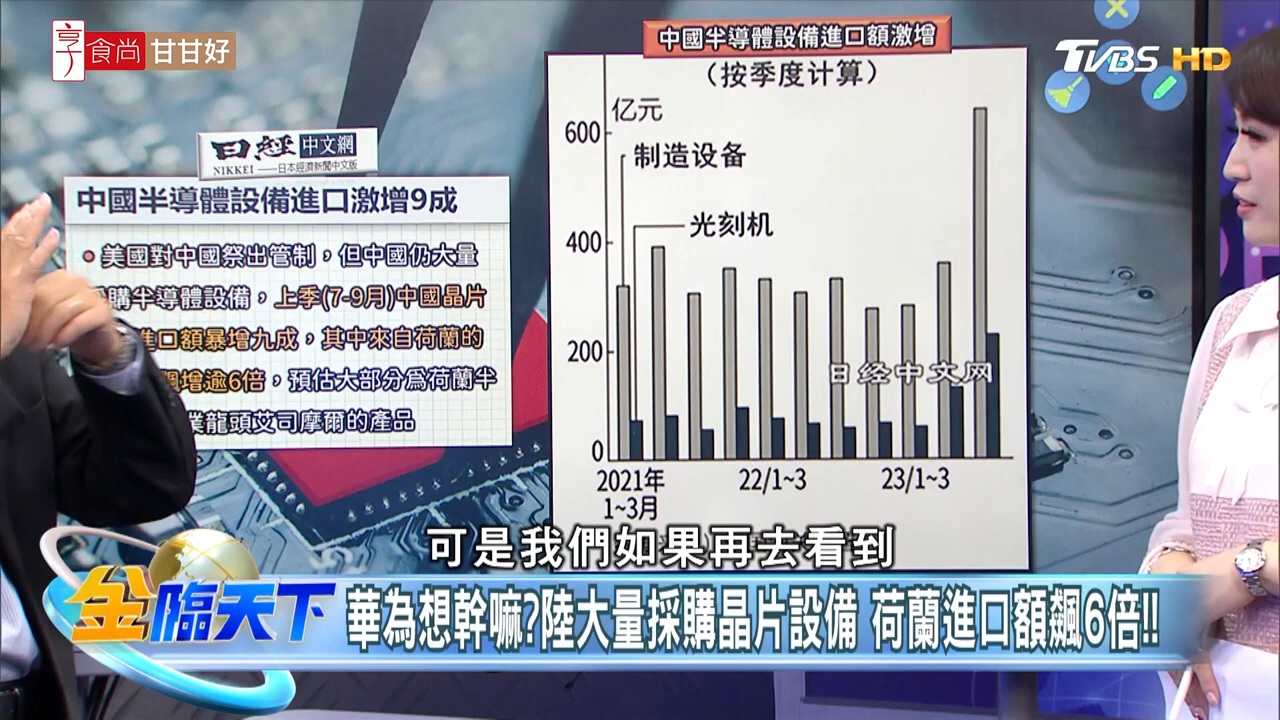 享
食尚
甘甘好
TVBS HD
日經中文網
NIKKEI ——日本經濟新聞中文版
中國半導體設備進口激增9成
美國對中國祭出管制，但中國仍大量
購半導體設備，上季(7-9月)中國晶片
進口額暴增九成，其中來自荷蘭的
飆增逾6倍，預估大部分為荷蘭半
業龍頭艾司摩爾的產品
中國半導體設備進口額激增
（按季度计算）
亿元
600
制造设备
光刻机
400
200
0
日经中文网
2021年
1~3月
22/1~3
23/1~3
可是我們如果再去看到
金臨天下
華為想幹嘛?陸大量採購晶片設備 荷蘭進口額飆6倍!!